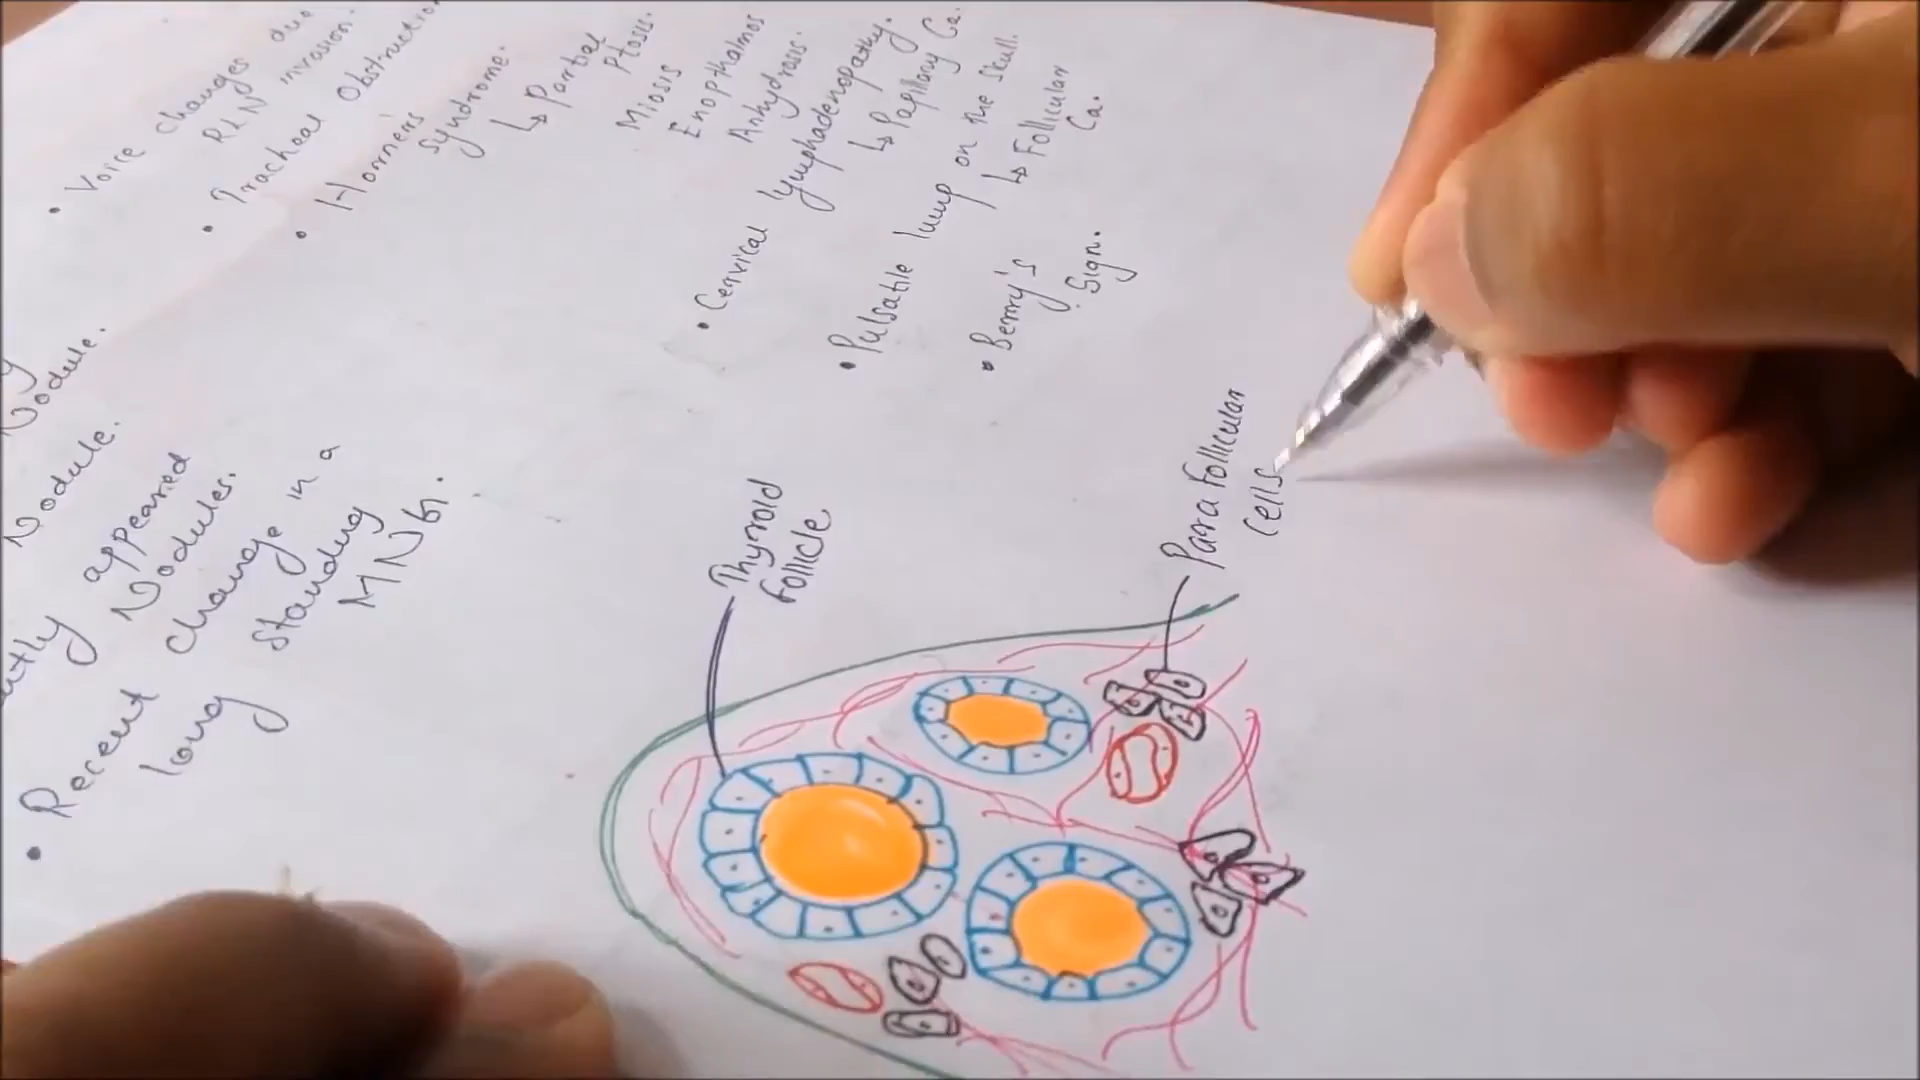 • Voice changes due
RLN invasion.
• Tracheal Obstruction
• Horner's
Syndrome.
↳ Partial
Ptosis.
Miosis
Enopthalmos
Anhydrosis.
• Cervical lymphadenopathy.
↳ Papillary Ca.
• Pulsatile lump on the skull.
↳ Follicular
Ca.
• Berry's
Sign.
Nodule.
Nodule.
appeared
Nodules.
• Recent change in a
long standing
MNG.
Thyroid
Follicle
Para Follicular
Cells